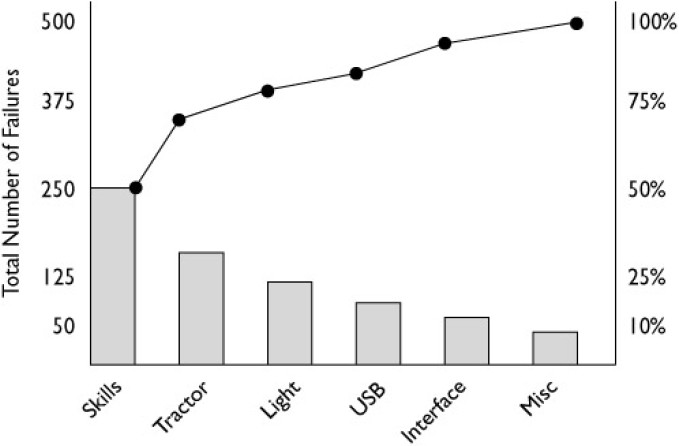 Total Number of Failures
500
375
250
125
50
100%
75%
50%
25%
10%
Skills
Tractor
Light
USB
Interface
Misc